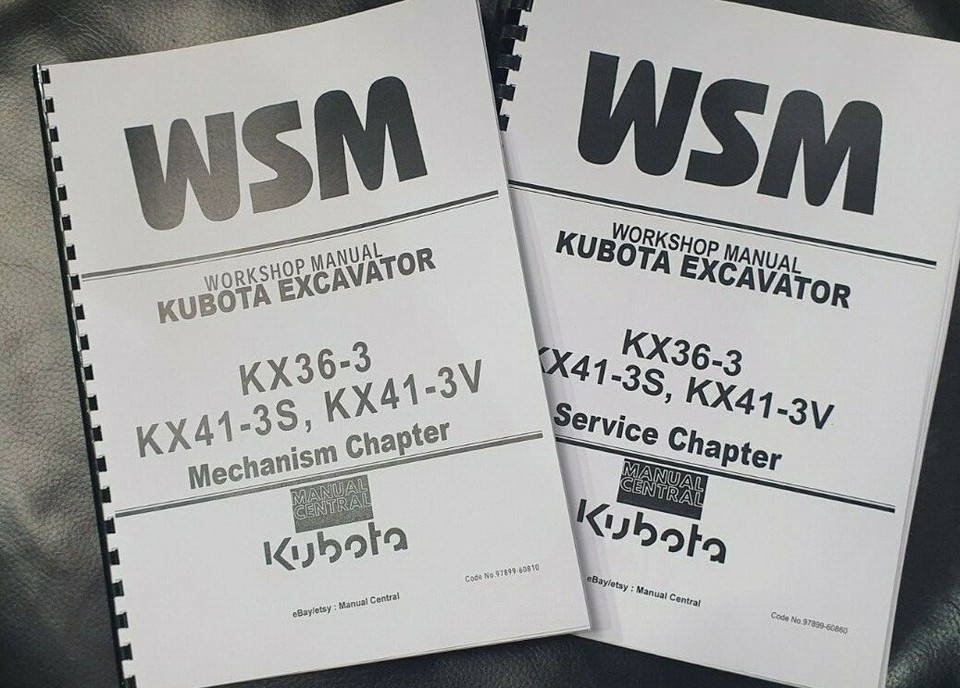 WSM
WORKSHOP MANUAL
KUBOTA EXCAVATOR
KX36-3
KX41-3S, KX41-3V
Mechanism Chapter
MANUAL
CENTRAL
Kubota
Code No.97899-60810
eBay/etsy : Manual Central
WSM
WORKSHOP MANUAL
KUBOTA EXCAVATOR
KX36-3
KX41-3S, KX41-3V
Service Chapter
MANUAL
CENTRAL
Kubota
eBay/etsy : Manual Central
Code No.97899-60860